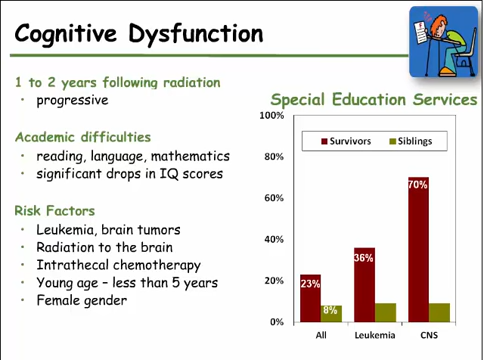 Cognitive Dysfunction
1 to 2 years following radiation
• progressive
Academic difficulties
• reading, language, mathematics
• significant drops in IQ scores
Risk Factors
• Leukemia, brain tumors
• Radiation to the brain
• Intrathecal chemotherapy
• Young age – less than 5 years
• Female gender
Special Education Services
100%
80%
60%
40%
20%
0%
Survivors Siblings
23%
8%
36%
70%
All Leukemia CNS